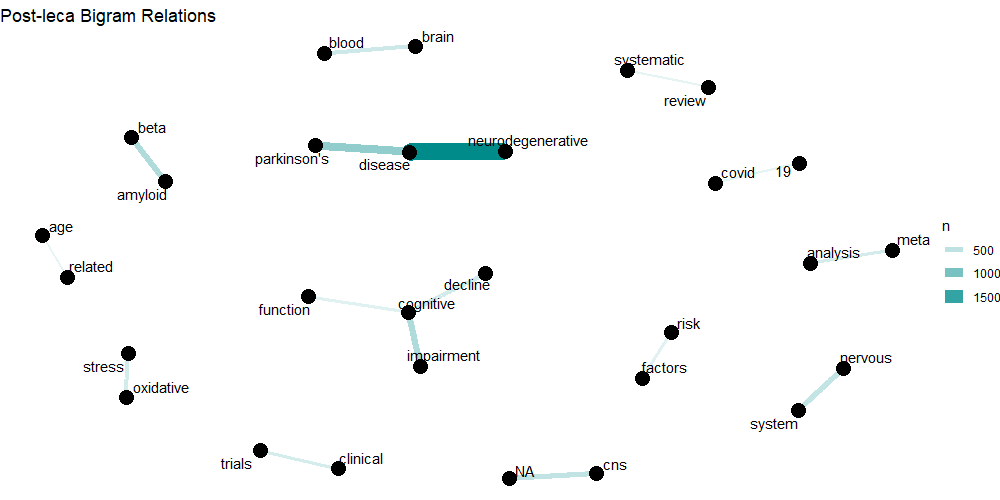 Post-leca Bigram Relations
blood
brain
systematic
review
beta
amyloid
neurodegenerative
parkinson's
disease
covid
19
age
related
n
500
1000
1500
meta
analysis
decline
function
cognitive
impairment
risk
factors
nervous
system
stress
oxidative
trials
clinical
NA
cns